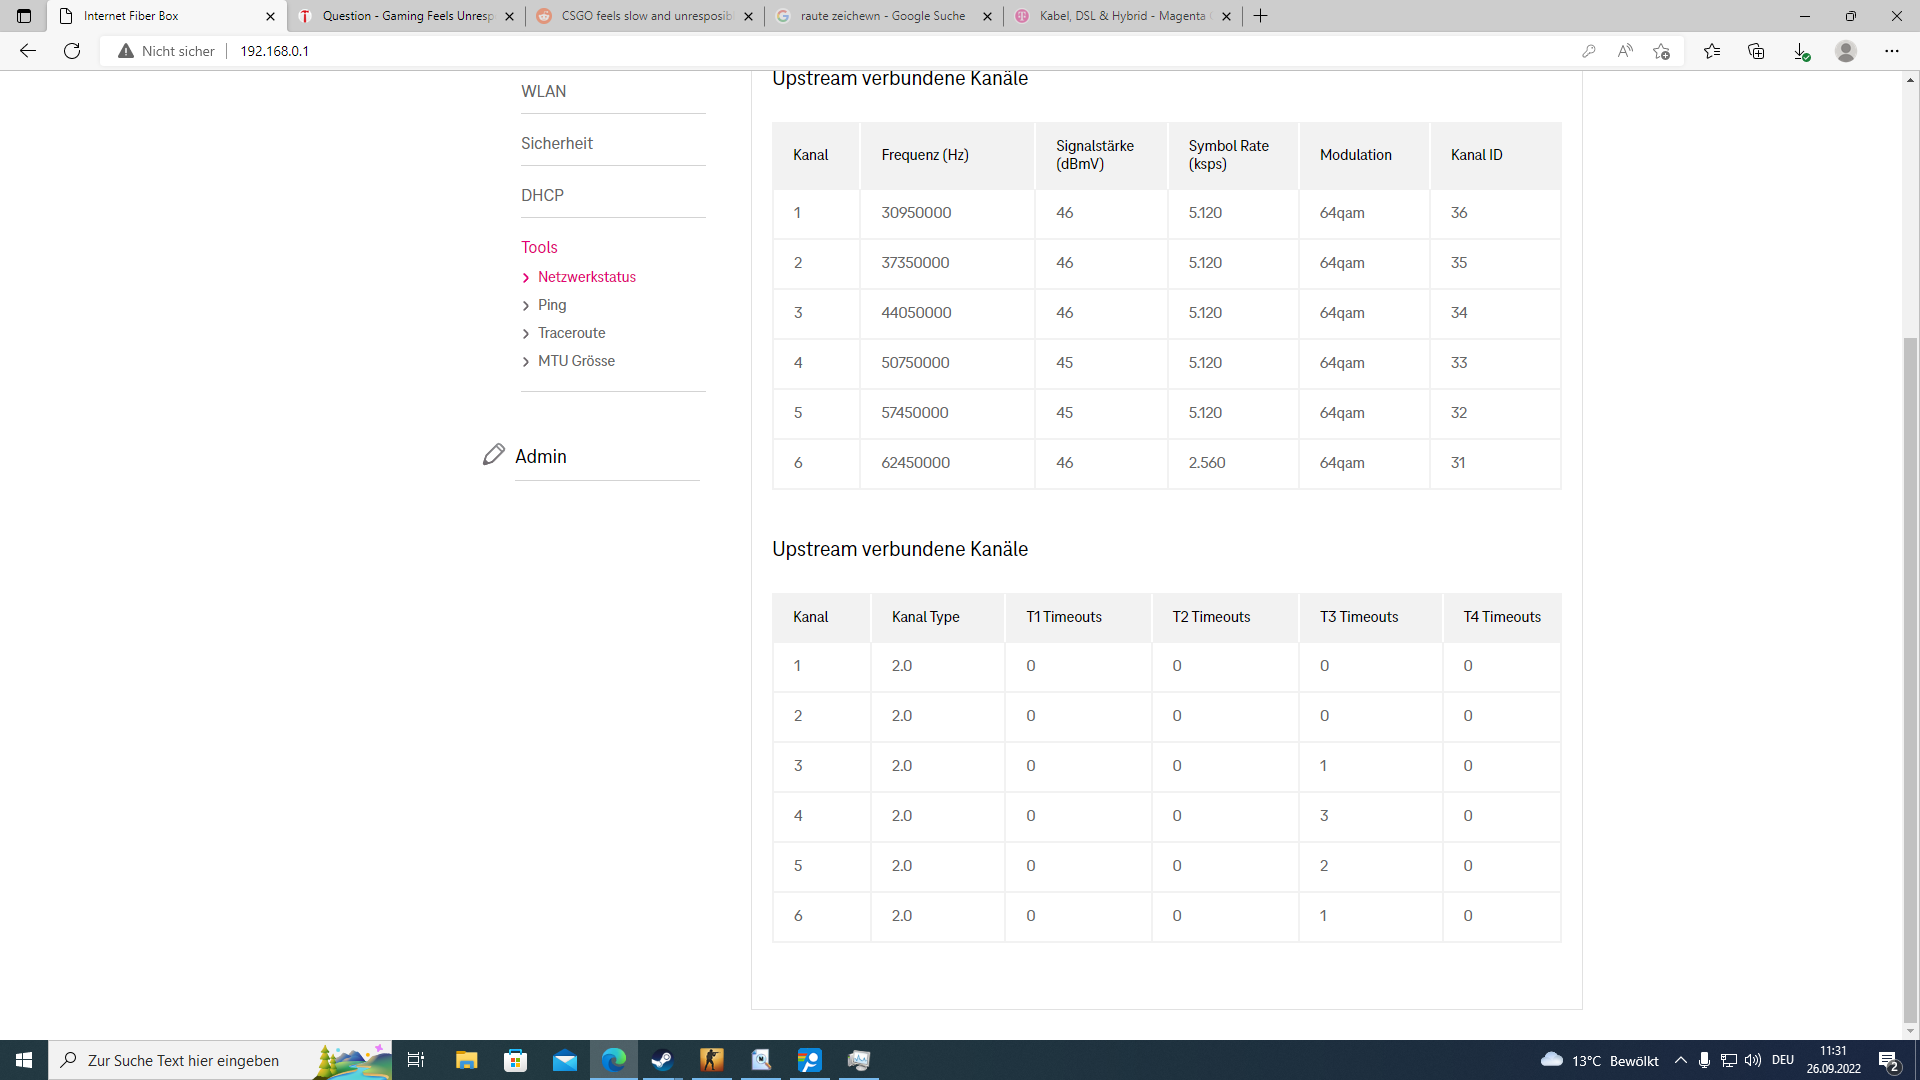 Internet Fiber Box
Question - Gaming Feels Unresp
CSGO feels slow and unresposibl
raute zeichewn - Google Suche
Kabel, DSL & Hybrid - Magenta
Nicht sicher
192.168.0.1
WLAN
Sicherheit
DHCP
Tools
Netzwerkstatus
Ping
Traceroute
MTU Grösse
Admin
Upstream verbundene Kanäle
Kanal Frequenz (Hz) Signalstärke (dBmV) Symbol Rate (ksps) Modulation Kanal ID
1 30950000 46 5.120 64qam 36
2 37350000 46 5.120 64qam 35
3 44050000 46 5.120 64qam 34
4 50750000 45 5.120 64qam 33
5 57450000 45 5.120 64qam 32
6 62450000 46 2.560 64qam 31
Upstream verbundene Kanäle
Kanal Kanal Type T1 Timeouts T2 Timeouts T3 Timeouts T4 Timeouts
1 2.0 0 0 0 0
2 2.0 0 0 0 0
3 2.0 0 0 1 0
4 2.0 0 0 3 0
5 2.0 0 0 2 0
6 2.0 0 0 1 0
Zur Suche Text hier eingeben
13°C Bewölkt
DEU
11:31
26.09.2022
2